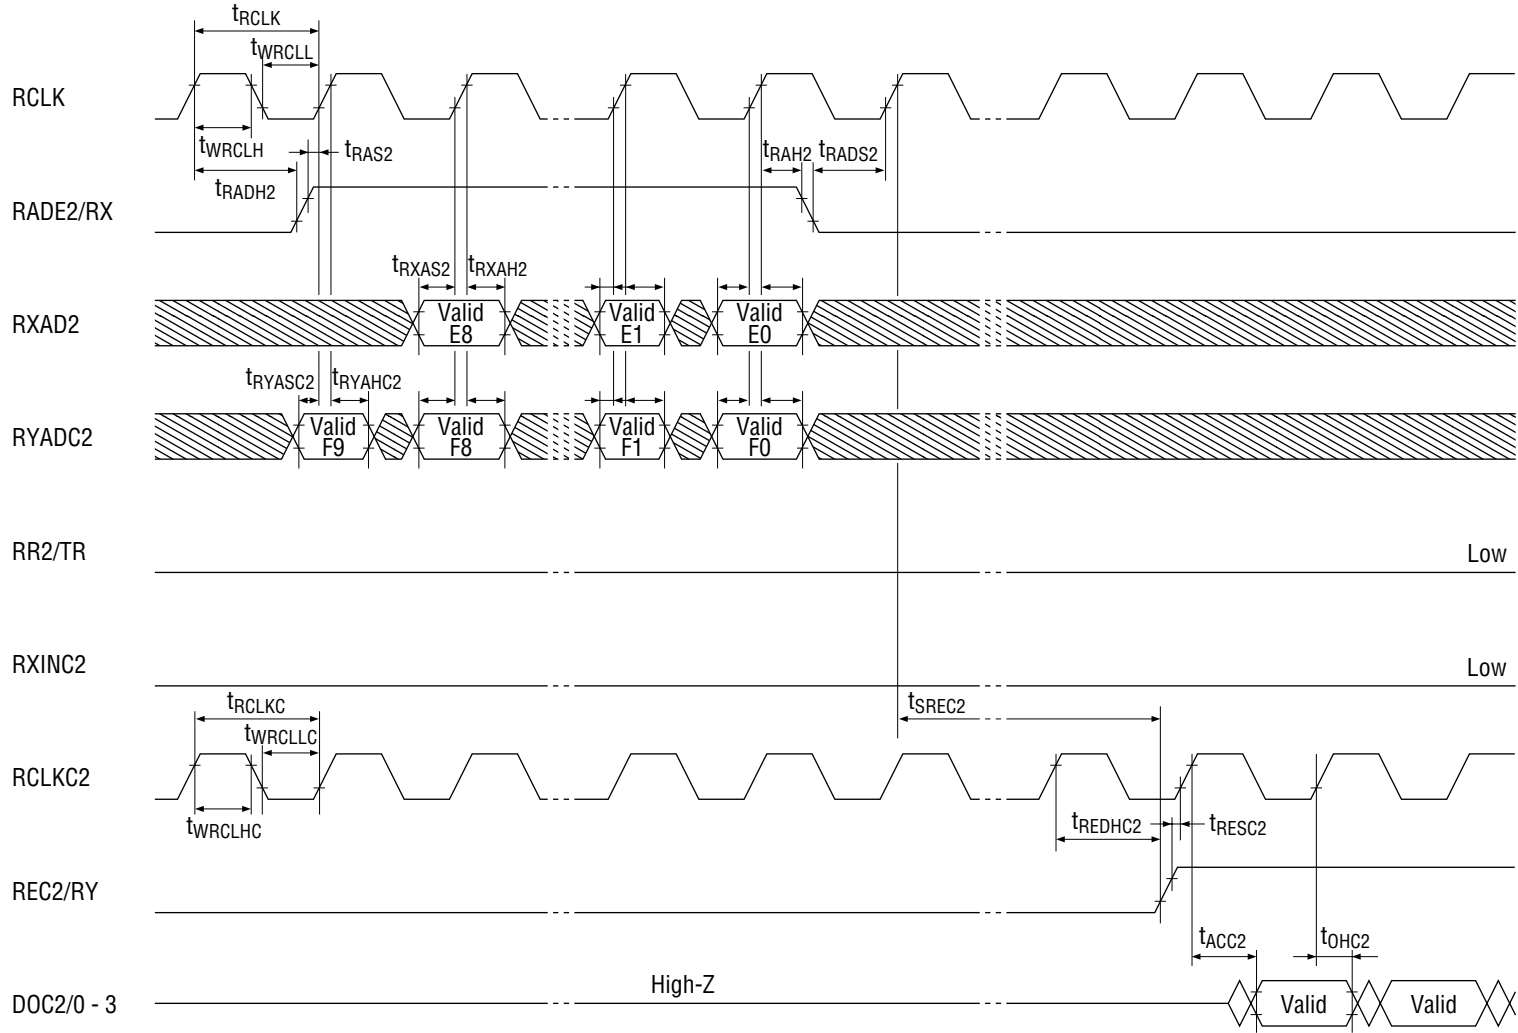 tRCLK
tWRCLL
RCLK
tWRCLH
tRAS2
tRAH2
tRADS2
tRADH2
RADE2/RX
tRXAS2
tRXAH2
RXAD2
Valid
E8
Valid
E1
Valid
E0
tRYASC2
tRYAHC2
RYADC2
Valid
F9
Valid
F8
Valid
F1
Valid
F0
RR2/TR
Low
RXINC2
Low
tRCLKC
tSREC2
tWRCLLC
RCLKC2
tWRCLHC
tREDHC2
tRESC2
REC2/RY
tACC2
tOHC2
High-Z
DOC2/0 - 3
Valid
Valid